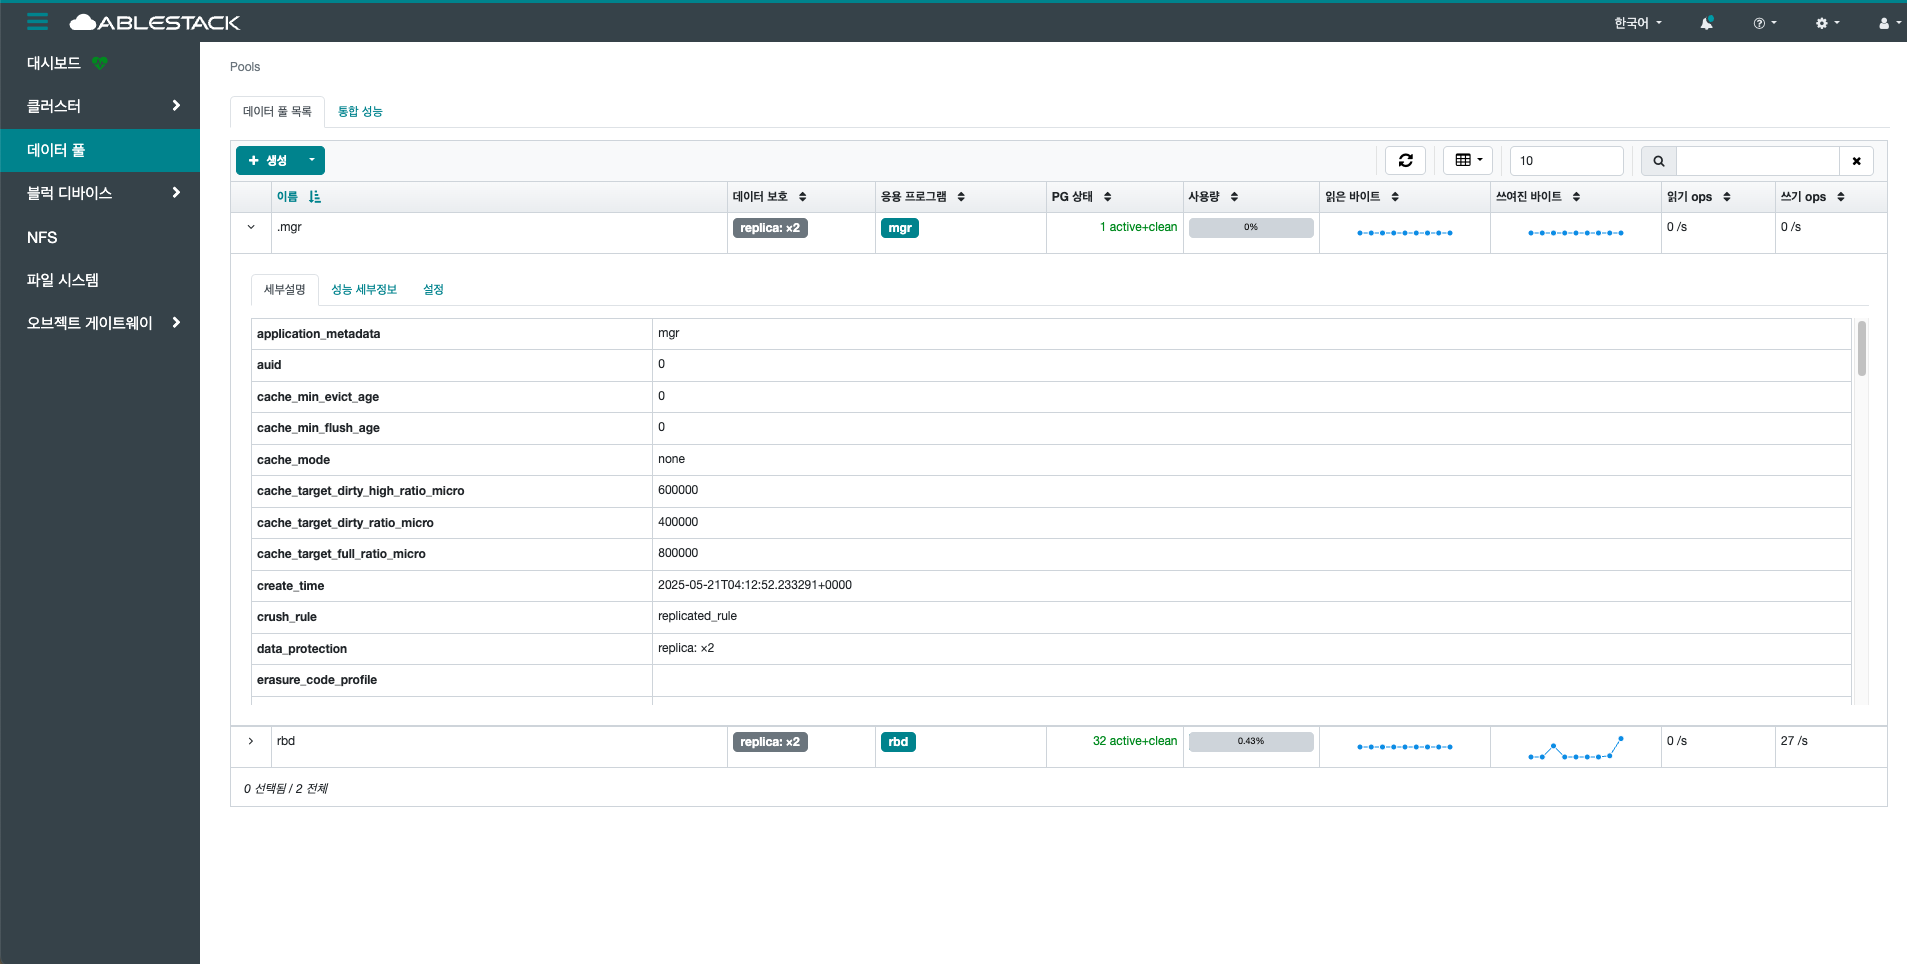 ABLESTACK
한국어
대시보드
클러스터
데이터 풀
블럭 디바이스
NFS
파일 시스템
오브젝트 게이트웨이
Pools
데이터 풀 목록 통합 성능
생성 10
이름 데이터 보호 응용 프로그램 PG 상태 사용량 읽은 바이트 쓰여진 바이트 읽기 ops 쓰기 ops
.mgr replica: ×2 mgr 1 active+clean 0% 0 /s 0 /s
세부설명 성능 세부정보 설정
application_metadata mgr
auid 0
cache_min_evict_age 0
cache_min_flush_age 0
cache_mode none
cache_target_dirty_high_ratio_micro 600000
cache_target_dirty_ratio_micro 400000
cache_target_full_ratio_micro 800000
create_time 2025-05-21T04:12:52.233291+0000
crush_rule replicated_rule
data_protection replica: ×2
erasure_code_profile
rbd replica: ×2 rbd 32 active+clean 0.43% 0 /s 27 /s
0 선택됨 / 2 전체